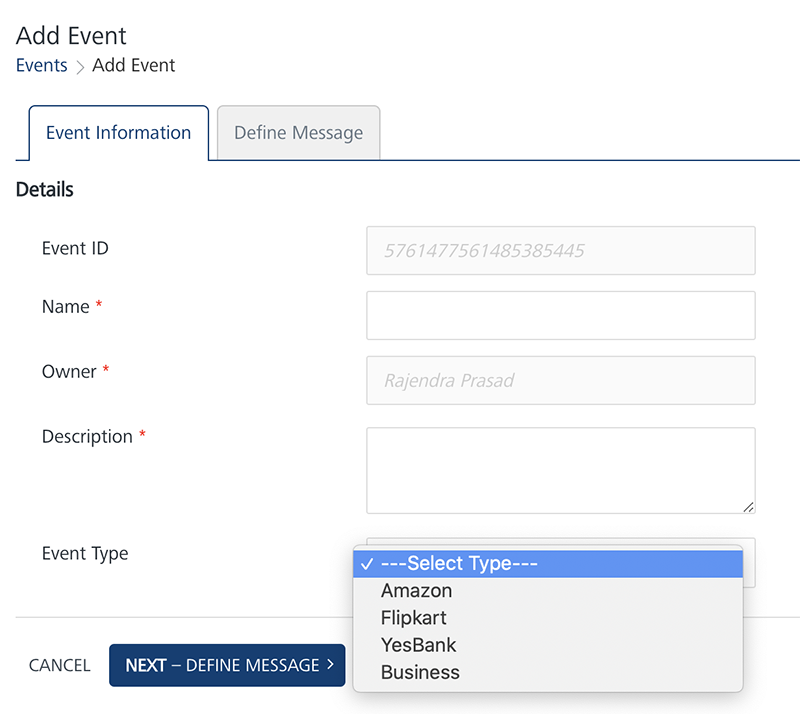 Add Event
Events > Add Event
Event Information Define Message
Details
Event ID 5761477561485385445
Name *
Owner * Rajendra Prasad
Description *
Event Type
✓ ---Select Type---
Amazon
Flipkart
YesBank
Business
CANCEL NEXT – DEFINE MESSAGE >